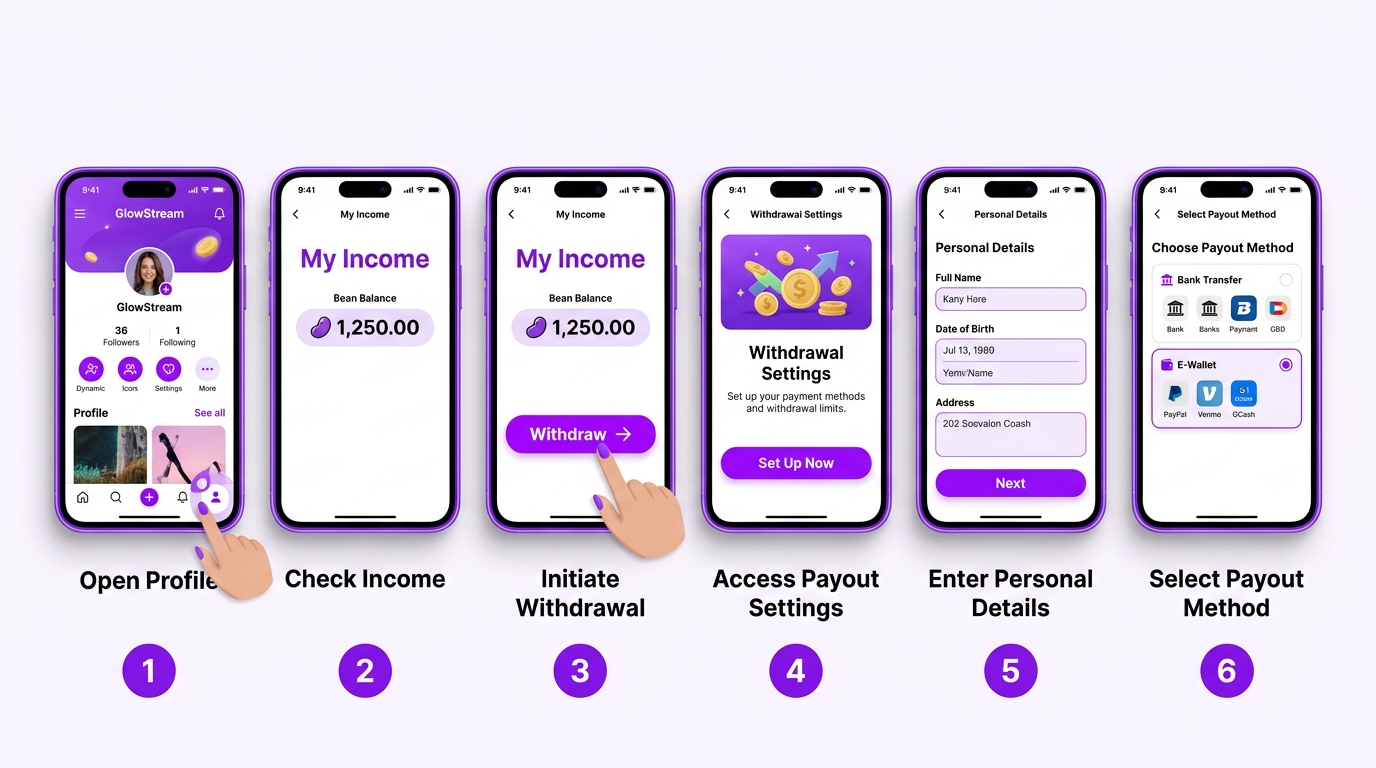 9:41
GlowStream
GlowStream
36
Followers
1
Following
Dynamic
Icors
Settings
More
Profile
See all
Open Profile
1
9:41
My Income
My Income
Bean Balance
1,250.00
Check Income
2
9:41
My Income
My Income
Bean Balance
1,250.00
Withdraw →
Initiate
Withdrawal
3
9:41
Withdrawai Settings
$
$
$
Withdrawal
Settings
Set up your payment methods
and withdrawal limits.
Set Up Now
Access Payout
Settings
4
9:41
Personal Details
Personal Details
Full Name
Kany Hare
Date of Birth
Jul 13, 1989
Name
Address
202 Soevaion Coash
Next
Enter Personal
Details
5
9:41
Select Payout Method
Choose Payout Method
Bank Transfer
Bank
Banks
Paynant
GBD
E-Wallet
PayPal
Venmo
GCash
Select Payout
Method
6